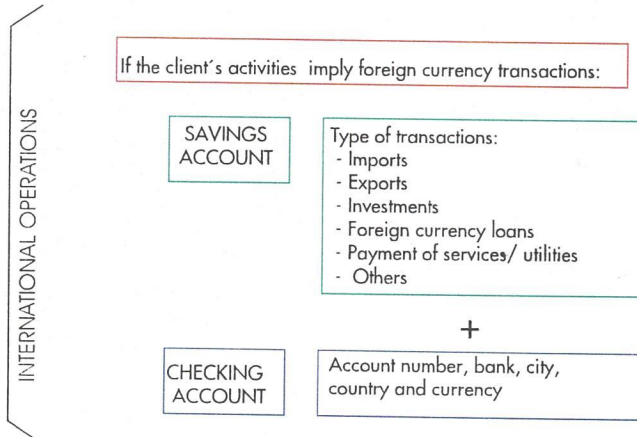 INTERNATIONAL OPERATIONS
If the client´s activities imply foreign currency transactions:
SAVINGS
ACCOUNT
Type of transactions:
- Imports
- Exports
- Investments
- Foreign currency loans
- Payment of services/ utilities
- Others
+
CHECKING
ACCOUNT
Account number, bank, city,
country and currency